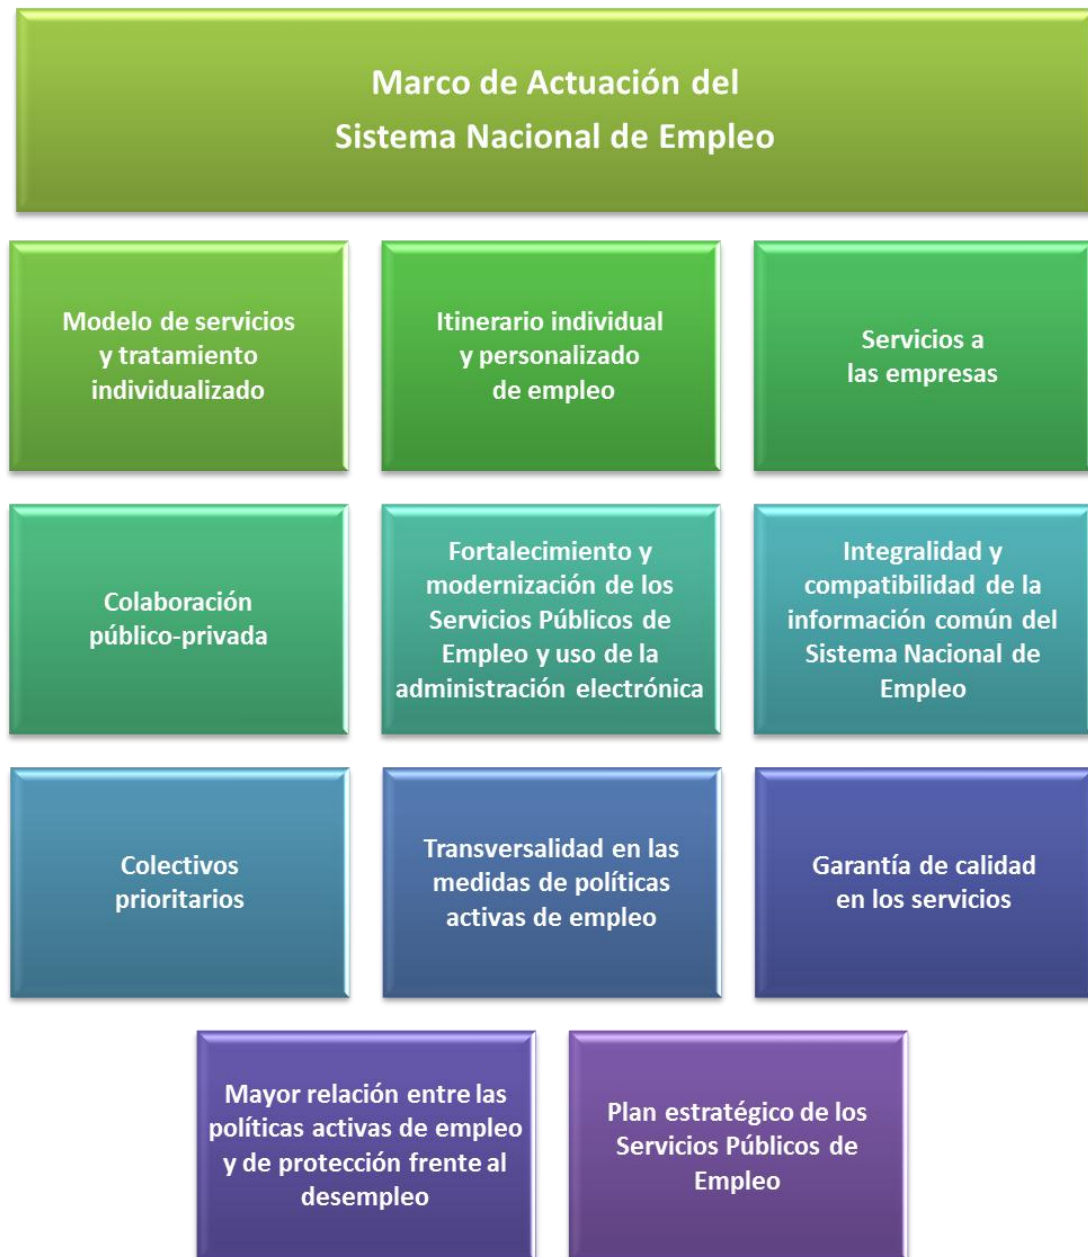 Marco de Actuación del
Sistema Nacional de Empleo
Modelo de servicios
y tratamiento
individualizado
Itinerario individual
y personalizado
de empleo
Servicios a
las empresas
Colaboración
público-privada
Fortalecimiento y
modernización de los
Servicios Públicos de
Empleo y uso de la
administración electrónica
Integralidad y
compatibilidad de la
información común del
Sistema Nacional de
Empleo
Colectivos
prioritarios
Transversalidad en las
medidas de políticas
activas de empleo
Garantía de calidad
en los servicios
Mayor relación entre las
políticas activas de empleo
y de protección frente al
desempleo
Plan estratégico de los
Servicios Públicos de
Empleo